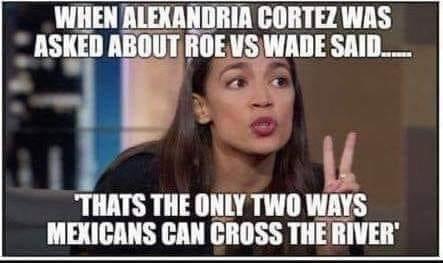 WHEN ALEXANDRIA CORTEZ WAS
ASKED ABOUT ROE VS WADE SAID......
'THATS THE ONLY TWO WAYS
MEXICANS CAN CROSS THE RIVER'